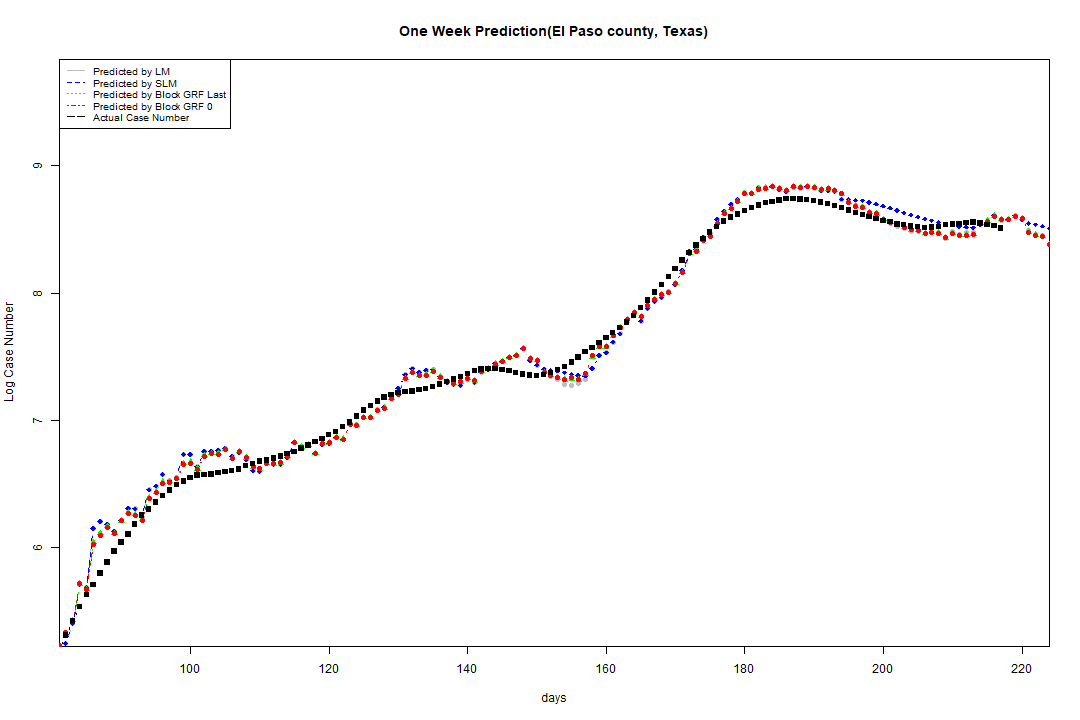 One Week Prediction(El Paso county, Texas)
Predicted by LM
Predicted by SLM
Predicted by Block GRF Last
Predicted by Block GRF 0
Actual Case Number
9
8
7
6
Log Case Number
100 120 140 160 180 200 220
days